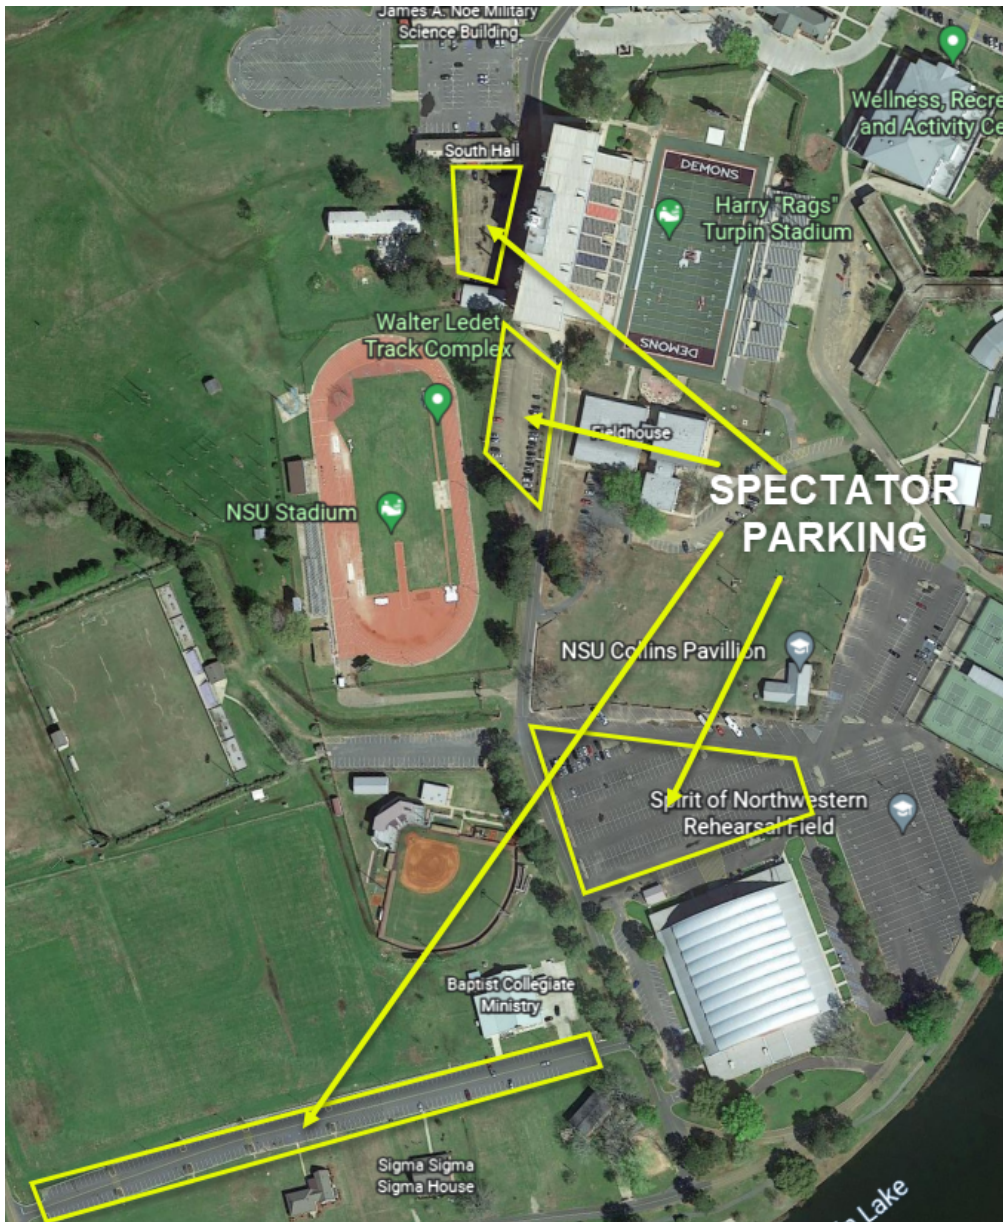 James A. Noe Military
Science Building
Wellness, Recre
and Activity Ce
South Hall
DEMONS
Harry "Rags"
Turpin Stadium
Walter Ledet
Track Complex
DEMONS
Fieldhouse
SPECTATOR
PARKING
NSU Stadium
NSU Collins Pavillion
Spirit of Northwestern
Rehearsal Field
Baptist Collegiate
Ministry
Sigma Sigma
Sigma House
Lake